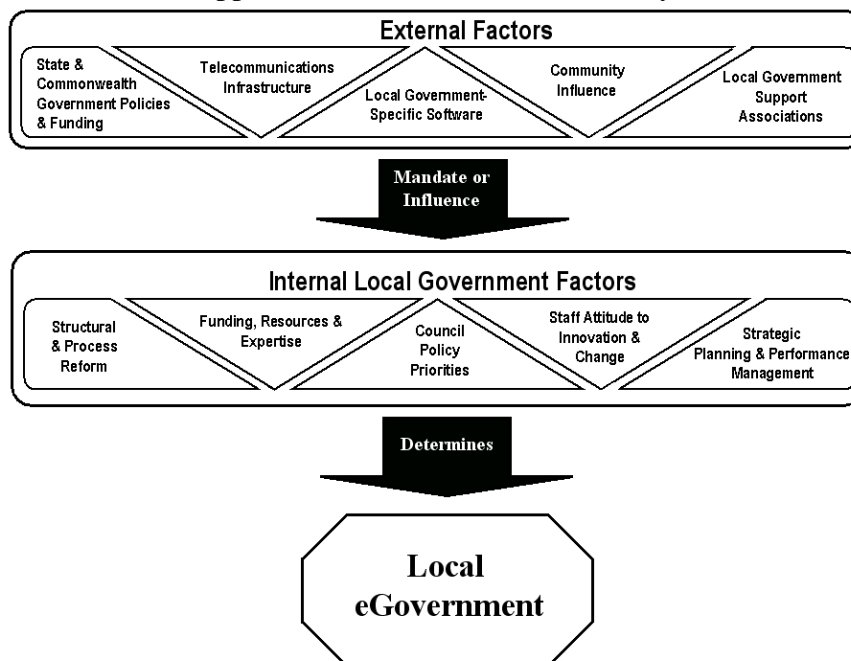 External Factors
State &
Commonwealth
Government Policies
& Funding
Telecommunications
Infrastructure
Local Government-
Specific Software
Community
Influence
Local Government
Support
Associations
Mandate or
Influence
Internal Local Government Factors
Structural
& Process
Reform
Funding, Resources &
Expertise
Council
Policy
Priorities
Staff Attitude to
Innovation &
Change
Strategic
Planning & Performance
Management
Determines
Local
eGovernment